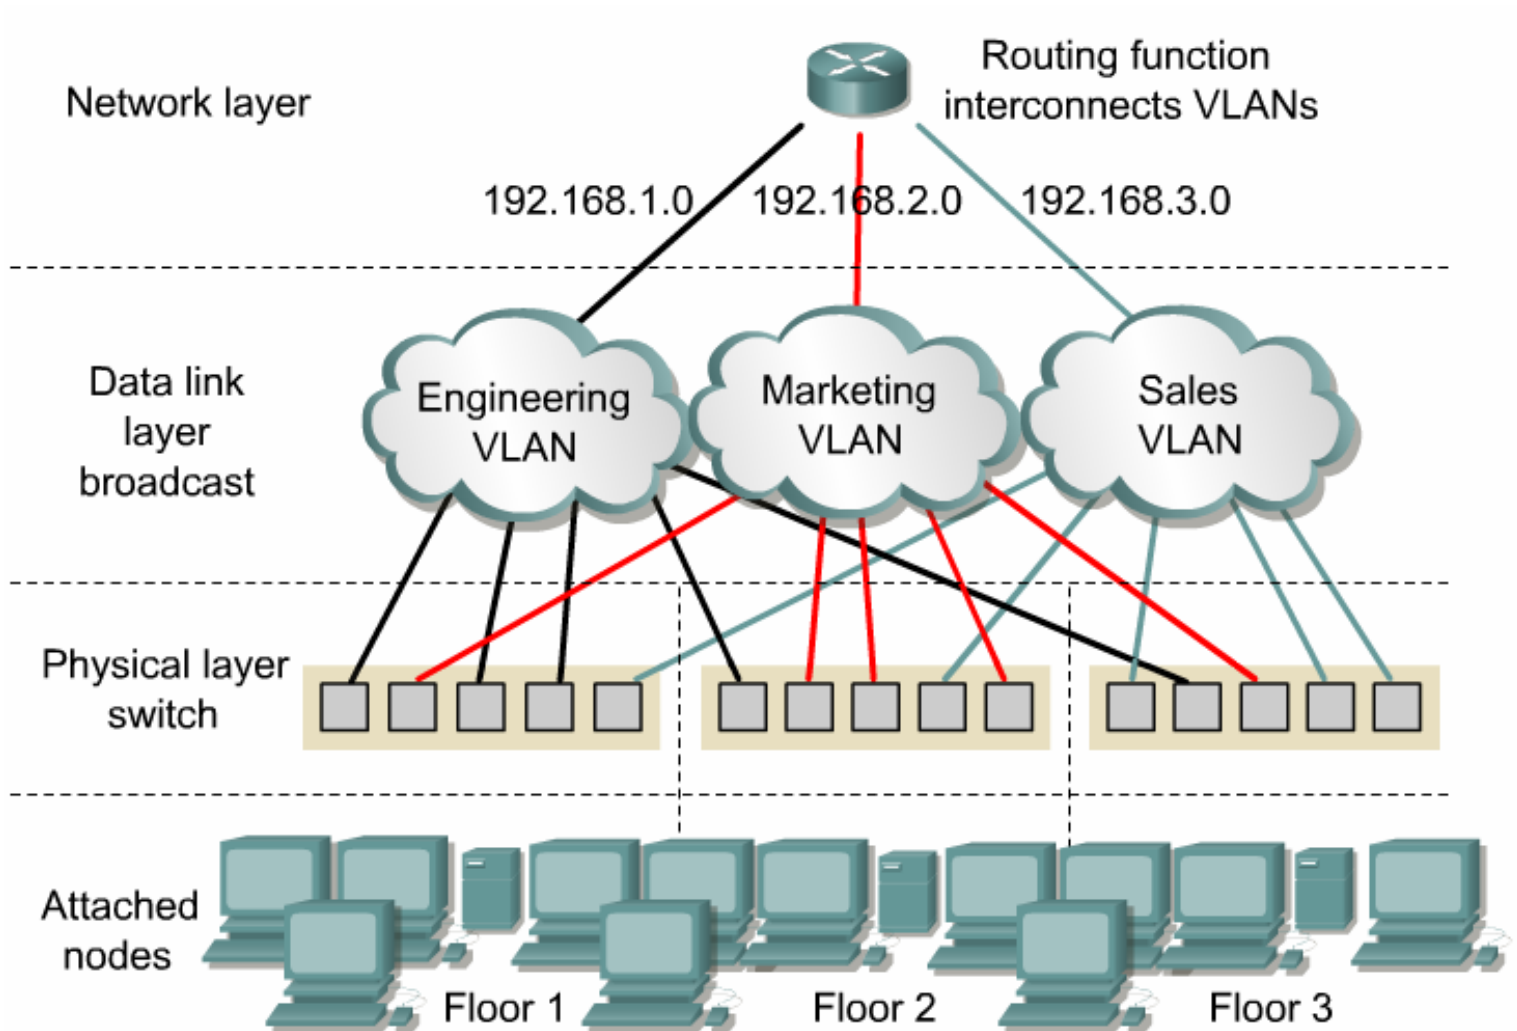 Network layer
Routing function
interconnects VLANs
192.168.1.0
192.168.2.0
192.168.3.0
Data link
layer
broadcast
Engineering
VLAN
Marketing
VLAN
Sales
VLAN
Physical layer
switch
Attached
nodes
Floor 1
Floor 2
Floor 3